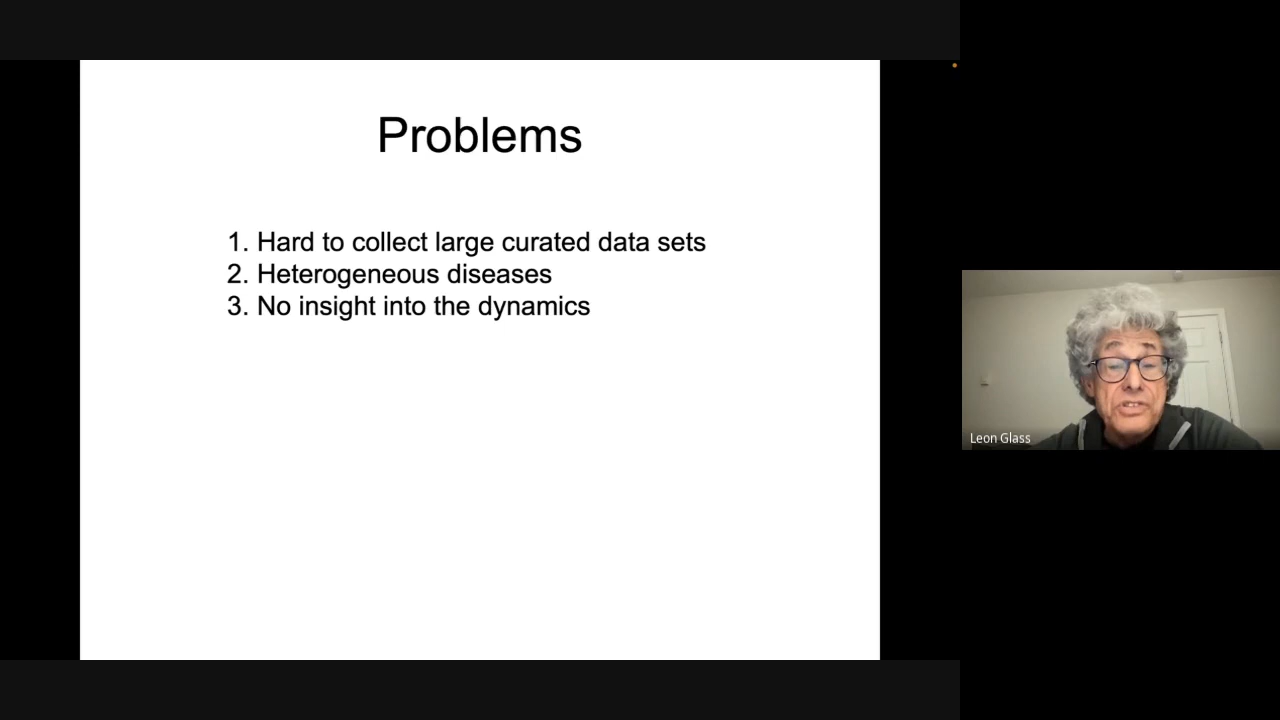 Problems
1. Hard to collect large curated data sets
2. Heterogeneous diseases
3. No insight into the dynamics
Leon Glass